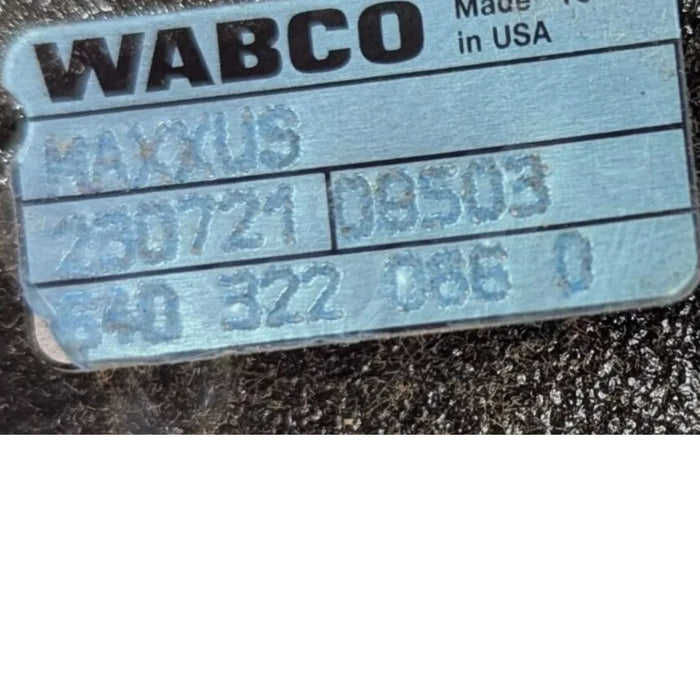 WABCO
Made
in USA
MAXXUS
230721 08503
640 322 086 0